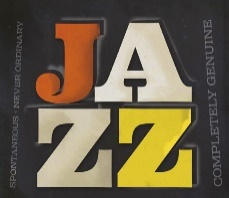 SPONTANEOUS · NEVER ORDINARY
JA
ZZ
COMPLETELY GENUINE